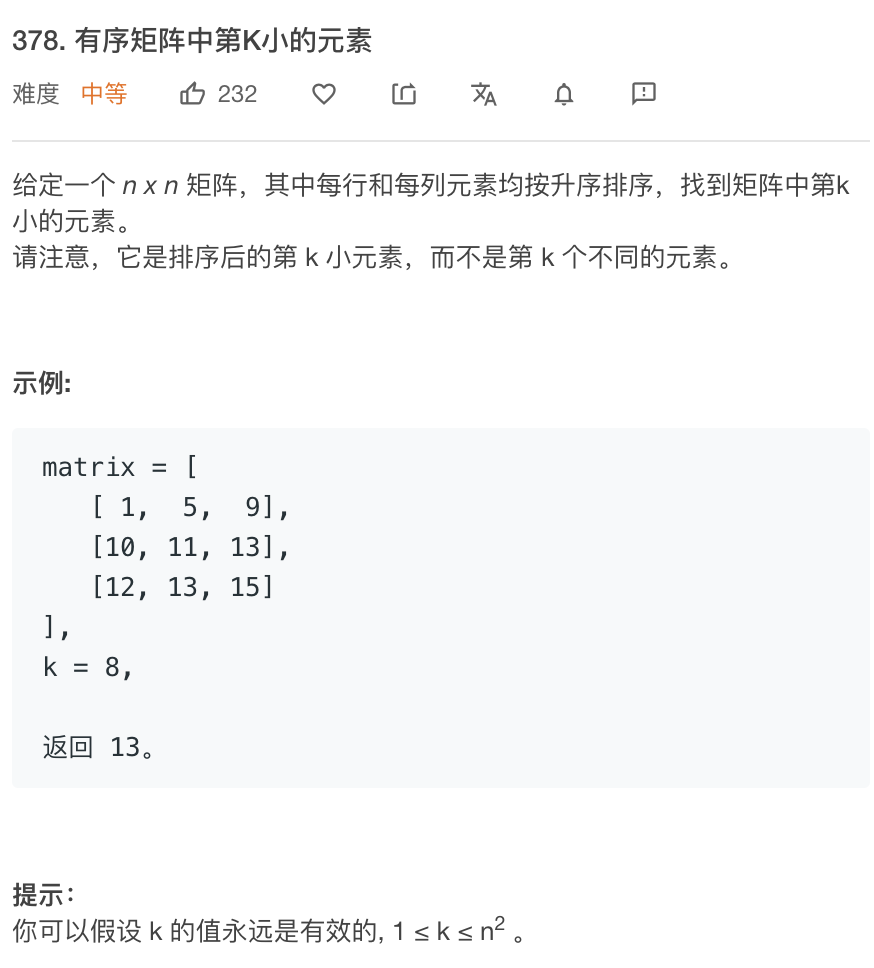 378. 有序矩阵中第K小的元素
难度 中等 232
给定一个 n x n 矩阵，其中每行和每列元素均按升序排序，找到矩阵中第k
小的元素。
请注意，它是排序后的第 k 小元素，而不是第 k 个不同的元素。
示例:
matrix = [
   [ 1,  5,  9],
   [10, 11, 13],
   [12, 13, 15]
],
k = 8,
返回 13。
提示：
你可以假设 k 的值永远是有效的, 1 ≤ k ≤ n² 。